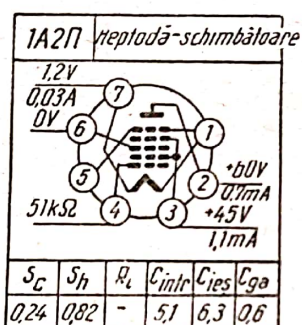 1A2П heptodă-schimbătoare
1,2V
0,03A
0V
7
6
1
5
2
+60V
0,7mA
51kΩ
4
3
+45V
1,1mA
Sc Sh Ri Cintr Cieș Cga
0,24 0,82 - 5,1 6,3 0,6